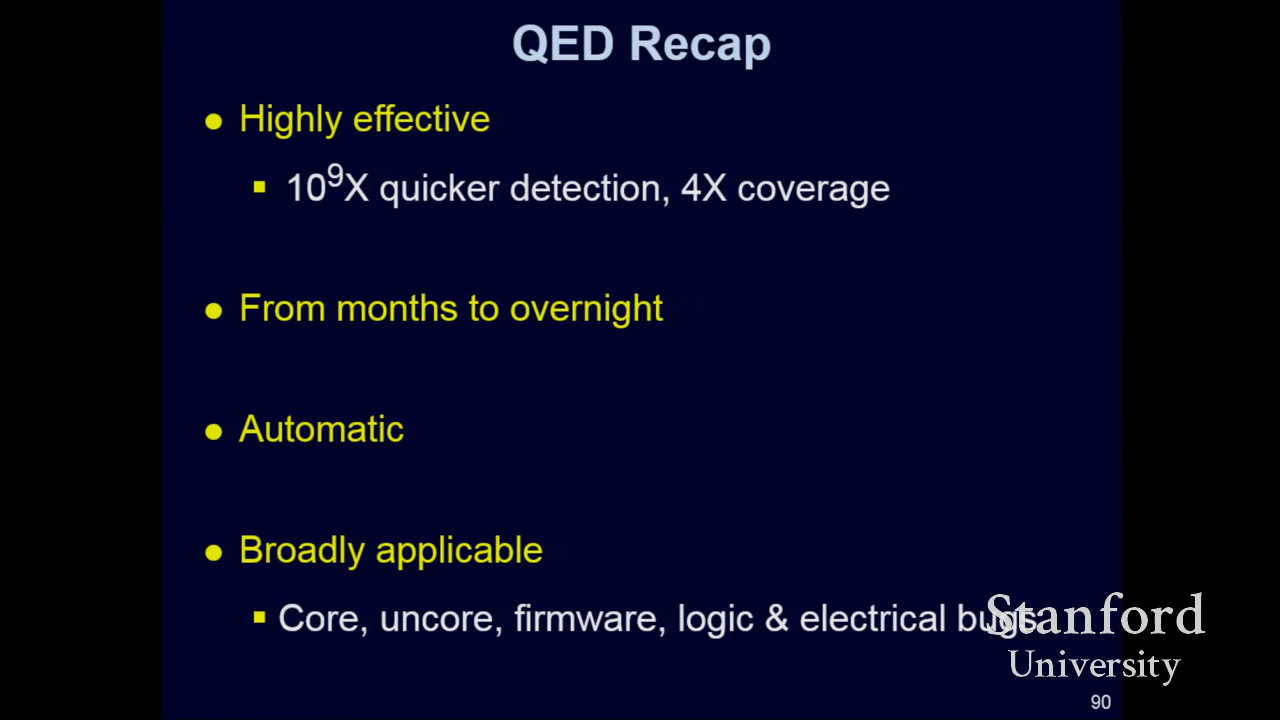 QED Recap
● Highly effective
▪ 10⁹X quicker detection, 4X coverage
● From months to overnight
● Automatic
● Broadly applicable
▪ Core, uncore, firmware, logic & electrical bugs
Stanford
University
90